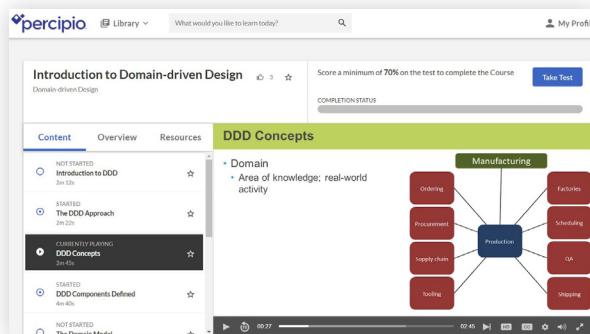 percipio
Library
What would you like to learn today?
My Profil
Introduction to Domain-driven Design
3
Domain-driven Design
Score a minimum of 70% on the test to complete the Course
Take Test
COMPLETION STATUS
Content
Overview
Resources
NOT STARTED
Introduction to DDD
2m 12s
STARTED
The DDD Approach
2m 22s
CURRENTLY PLAYING
DDD Concepts
2m 45s
STARTED
DDD Components Defined
4m 40s
NOT STARTED
The Domain Model
DDD Concepts
• Domain
• Area of knowledge; real-world
activity
Manufacturing
Ordering
Factories
Procurement
Scheduling
Production
Supply chain
QA
Tooling
Shipping
00:27
02:45
HD
CC